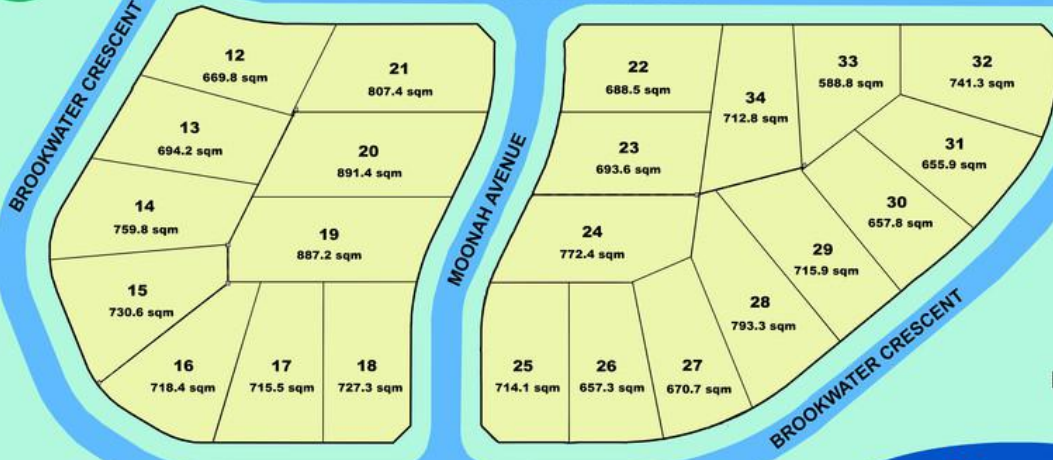 BROOKWATER CRESCENT
12
669.8 sqm
21
807.4 sqm
13
694.2 sqm
20
891.4 sqm
14
759.8 sqm
19
887.2 sqm
15
730.6 sqm
16
718.4 sqm
17
715.5 sqm
18
727.3 sqm
MOONAH AVENUE
22
688.5 sqm
34
712.8 sqm
33
588.8 sqm
32
741.3 sqm
23
693.6 sqm
31
655.9 sqm
24
772.4 sqm
30
657.8 sqm
29
715.9 sqm
28
793.3 sqm
25
714.1 sqm
26
657.3 sqm
27
670.7 sqm
BROOKWATER CRESCENT